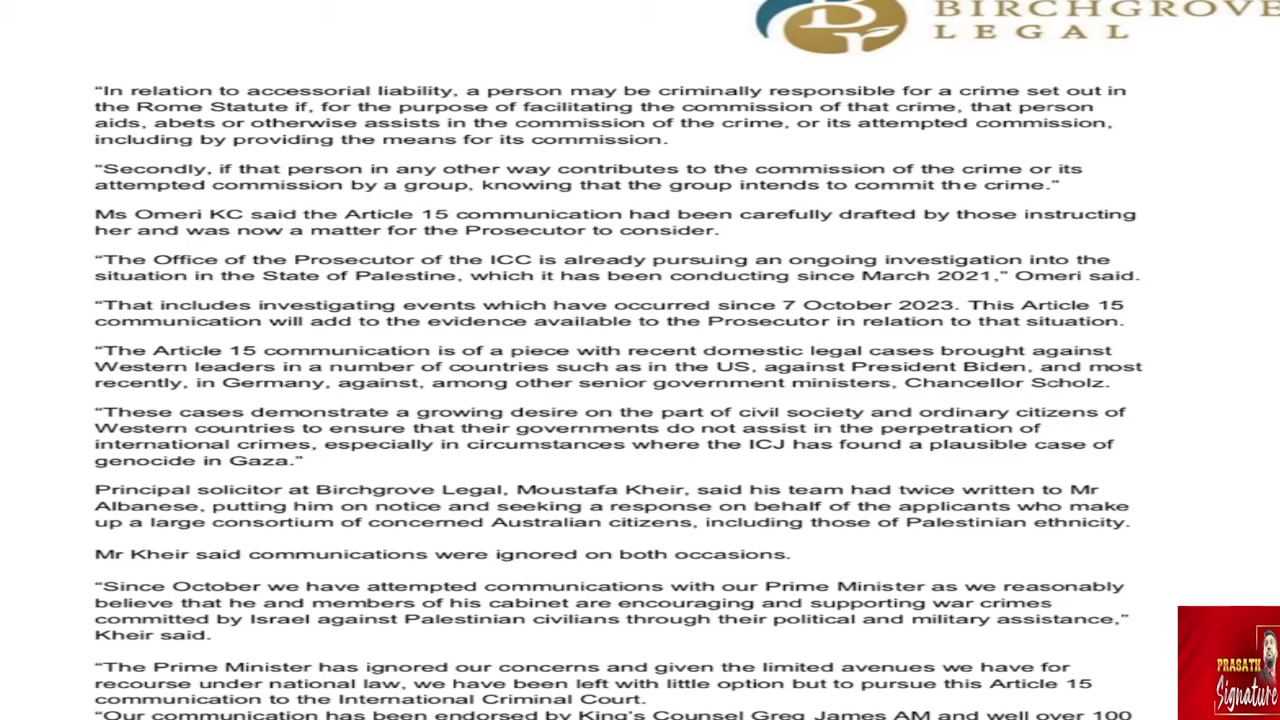 BIRCHGROVE
LEGAL
“In relation to accessorial liability, a person may be criminally responsible for a crime set out in
the Rome Statute if, for the purpose of facilitating the commission of that crime, that person
aids, abets or otherwise assists in the commission of the crime, or its attempted commission,
including by providing the means for its commission.
“Secondly, if that person in any other way contributes to the commission of the crime or its
attempted commission by a group, knowing that the group intends to commit the crime.”
Ms Omeri KC said the Article 15 communication had been carefully drafted by those instructing
her and was now a matter for the Prosecutor to consider.
“The Office of the Prosecutor of the ICC is already pursuing an ongoing investigation into the
situation in the State of Palestine, which it has been conducting since March 2021,” Omeri said.
“That includes investigating events which have occurred since 7 October 2023. This Article 15
communication will add to the evidence available to the Prosecutor in relation to that situation.
“The Article 15 communication is of a piece with recent domestic legal cases brought against
Western leaders in a number of countries such as in the US, against President Biden, and most
recently, in Germany, against, among other senior government ministers, Chancellor Scholz.
“These cases demonstrate a growing desire on the part of civil society and ordinary citizens of
Western countries to ensure that their governments do not assist in the perpetration of
international crimes, especially in circumstances where the ICJ has found a plausible case of
genocide in Gaza.”
Principal solicitor at Birchgrove Legal, Moustafa Kheir, said his team had twice written to Mr
Albanese, putting him on notice and seeking a response on behalf of the applicants who make
up a large consortium of concerned Australian citizens, including those of Palestinian ethnicity.
Mr Kheir said communications were ignored on both occasions.
“Since October we have attempted communications with our Prime Minister as we reasonably
believe that he and members of his cabinet are encouraging and supporting war crimes
committed by Israel against Palestinian civilians through their political and military assistance,”
Kheir said.
“The Prime Minister has ignored our concerns and given the limited avenues we have for
recourse under national law, we have been left with little option but to pursue this Article 15
communication to the International Criminal Court.
“Our communication has been endorsed by King’s Counsel Greg James AM and well over 100
PRASATH
Signature